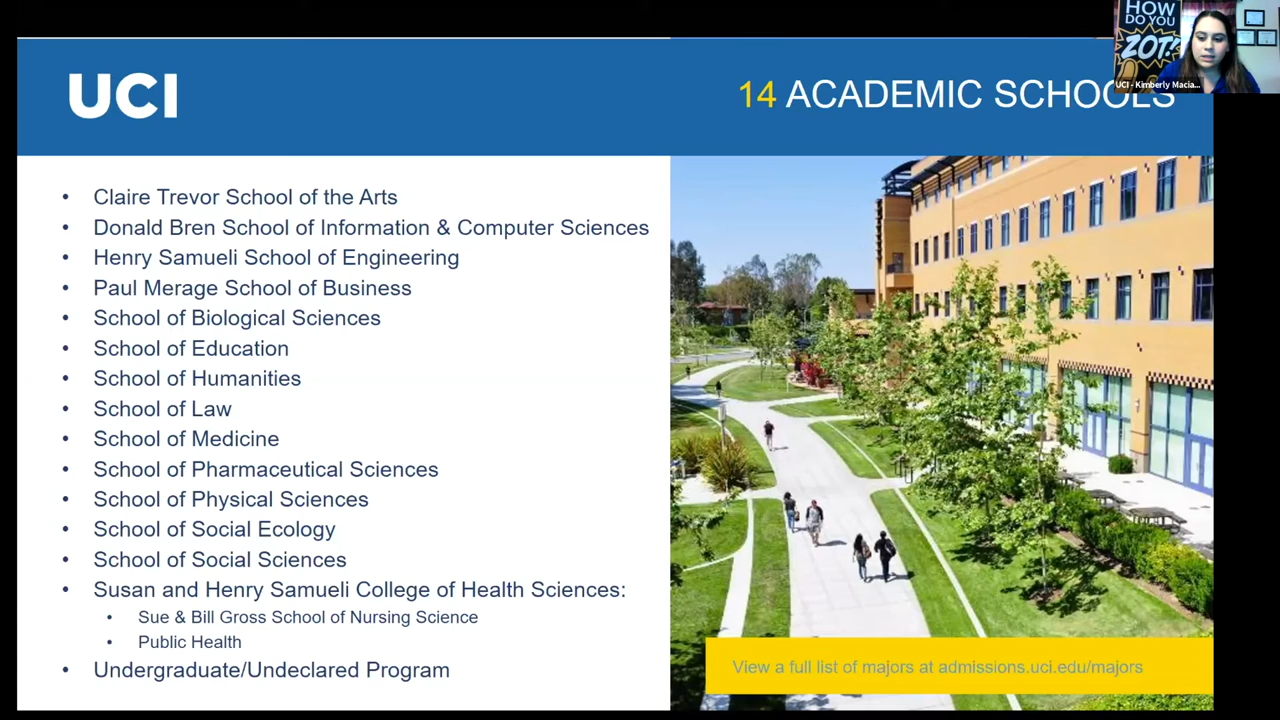 HOW
DO YOU
ZOT!
UCI - Kimberly Macia...
UCI
14 ACADEMIC SCHOOLS
• Claire Trevor School of the Arts
• Donald Bren School of Information & Computer Sciences
• Henry Samueli School of Engineering
• Paul Merage School of Business
• School of Biological Sciences
• School of Education
• School of Humanities
• School of Law
• School of Medicine
• School of Pharmaceutical Sciences
• School of Physical Sciences
• School of Social Ecology
• School of Social Sciences
• Susan and Henry Samueli College of Health Sciences:
• Sue & Bill Gross School of Nursing Science
• Public Health
• Undergraduate/Undeclared Program
View a full list of majors at admissions.uci.edu/majors